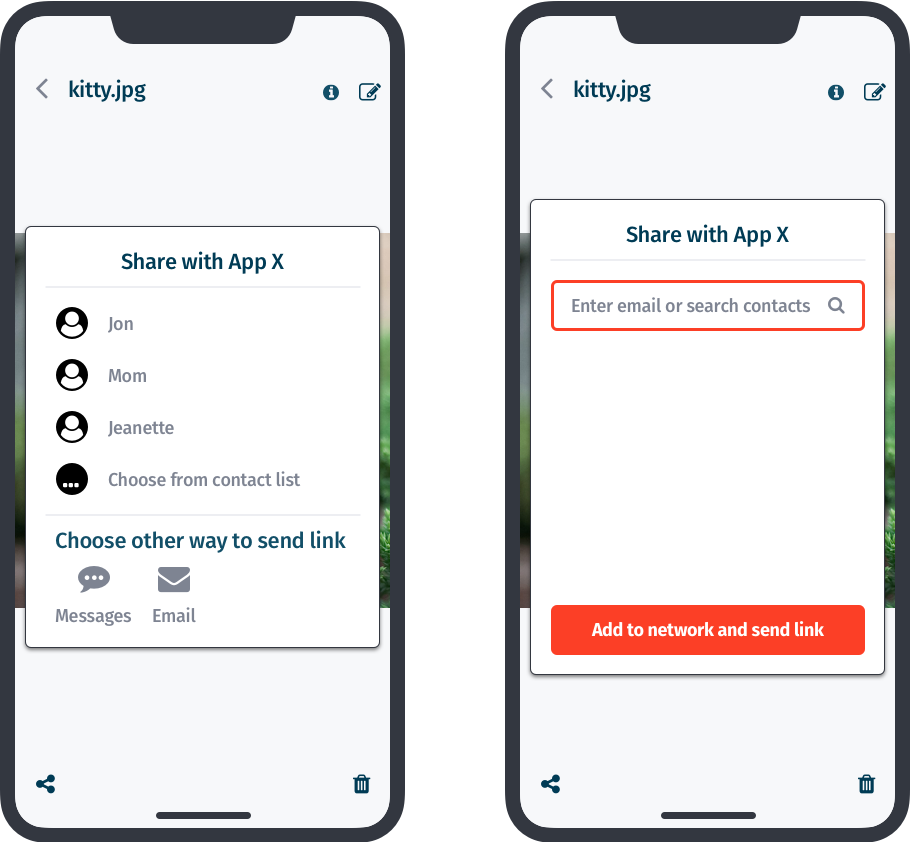 kitty.jpg
Share with App X
Jon
Mom
Jeanette
Choose from contact list
Choose other way to send link
Messages
Email
kitty.jpg
Share with App X
Enter email or search contacts
Add to network and send link